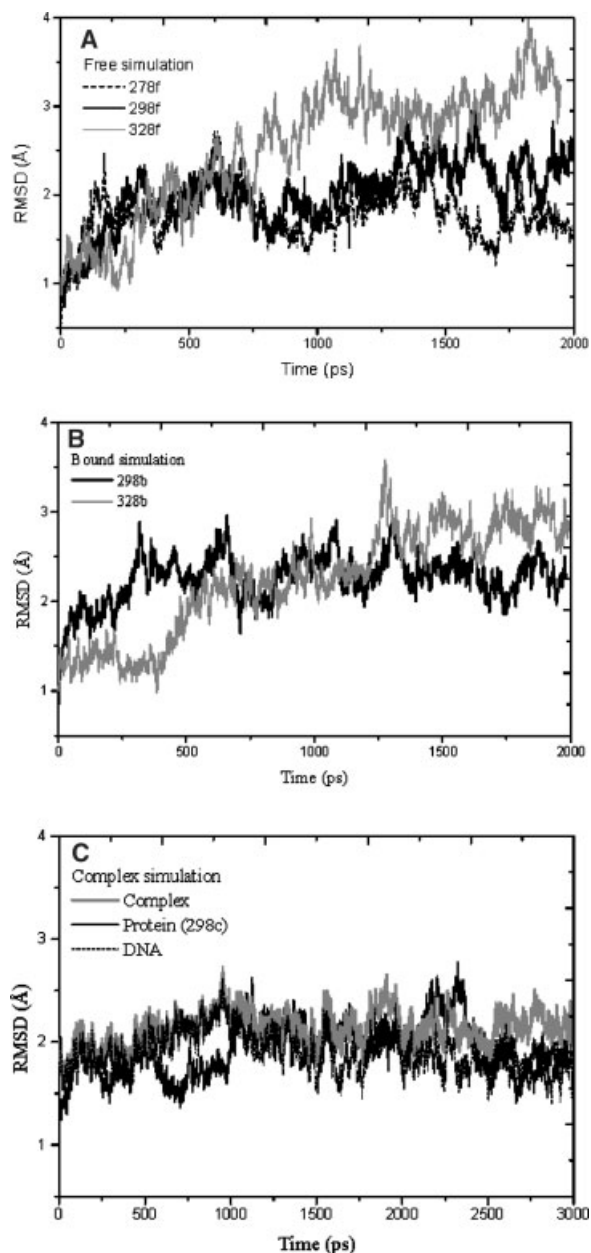 A
Free simulation
278f
298f
328f
RMSD (Å)
4
3
2
1
0 500 1000 1500 2000
Time (ps)
B
Bound simulation
298b
328b
RMSD (Å)
4
3
2
1
0 500 1000 1500 2000
Time (ps)
C
Complex simulation
Complex
Protein (298c)
DNA
RMSD (Å)
4
3
2
1
0 500 1000 1500 2000 2500 3000
Time (ps)